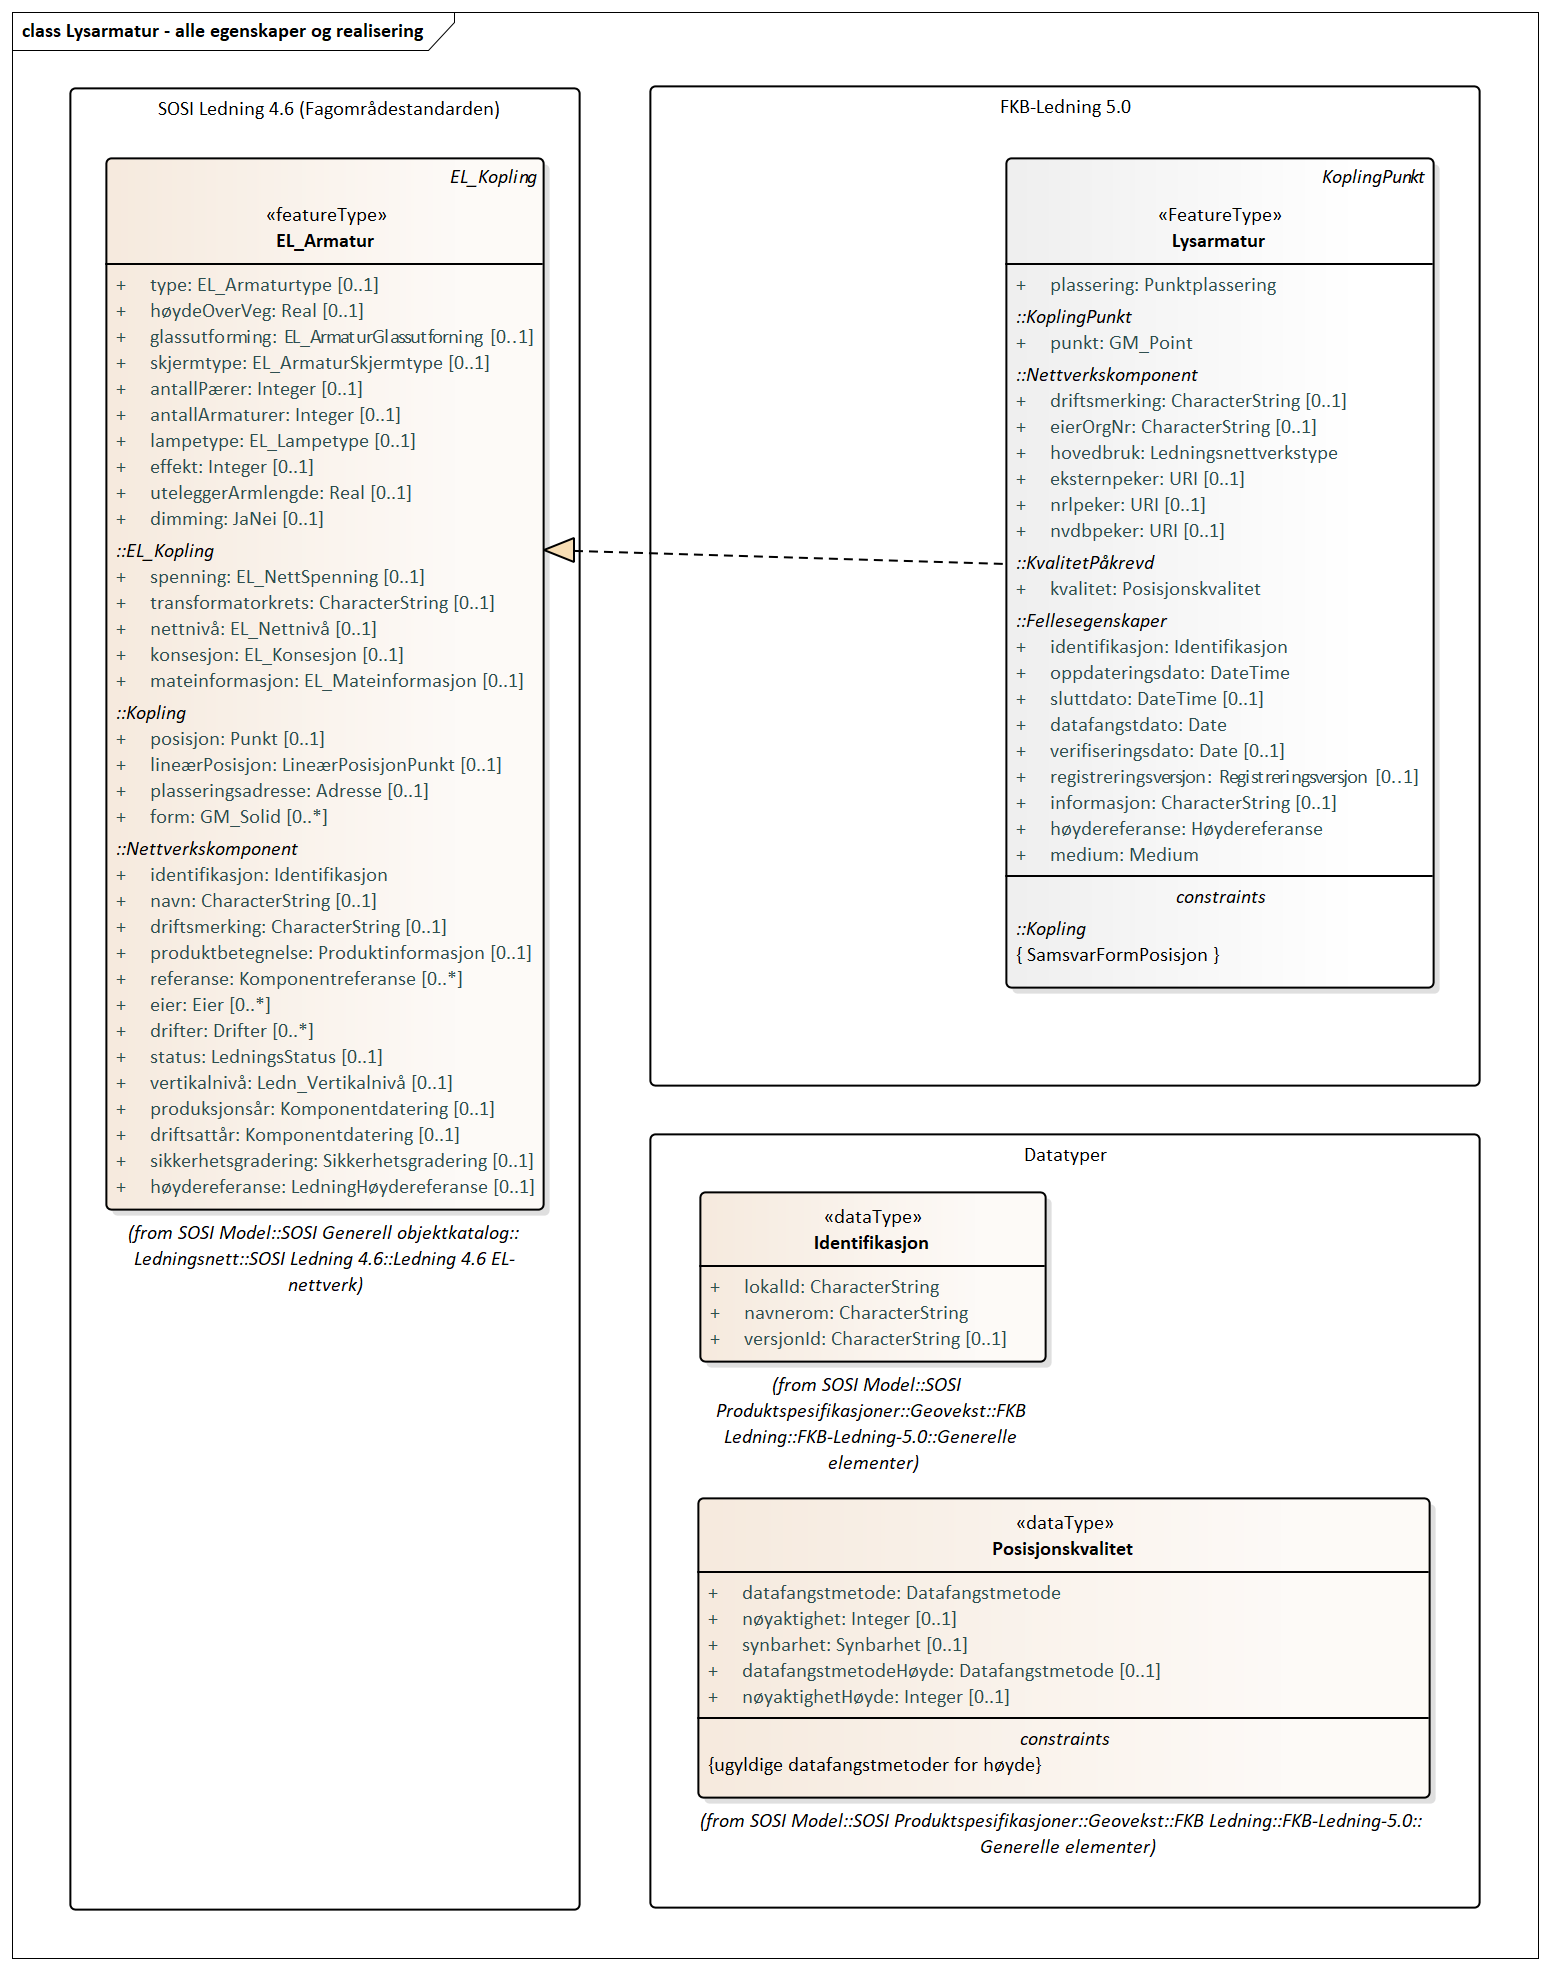 class Lysarmatur - alle egenskaper og realisering
SOSI Ledning 4.6 (Fagområdestandarden)
EL_Kopling
«featureType»
EL_Armatur
+ type: EL_Armaturtype [0..1]
+ høydeOverVeg: Real [0..1]
+ glassutforming: EL_ArmaturGlassutforning [0..1]
+ skjermtype: EL_ArmaturSkjermtype [0..1]
+ antallPærer: Integer [0..1]
+ antallArmaturer: Integer [0..1]
+ lampetype: EL_Lampetype [0..1]
+ effekt: Integer [0..1]
+ uteleggerArmlengde: Real [0..1]
+ dimming: JaNei [0..1]
::EL_Kopling
+ spenning: EL_NettSpenning [0..1]
+ transformatorkrets: CharacterString [0..1]
+ nettnivå: EL_Nettnivå [0..1]
+ konsesjon: EL_Konsesjon [0..1]
+ mateinformasjon: EL_Mateinformasjon [0..1]
::Kopling
+ posisjon: Punkt [0..1]
+ lineærPosisjon: LineærPosisjonPunkt [0..1]
+ plasseringsadresse: Adresse [0..1]
+ form: GM_Solid [0..*]
::Nettverkskomponent
+ identifikasjon: Identifikasjon
+ navn: CharacterString [0..1]
+ driftsmerking: CharacterString [0..1]
+ produktbetegnelse: Produktinformasjon [0..1]
+ referanse: Komponentreferanse [0..*]
+ eier: Eier [0..*]
+ drifter: Drifter [0..*]
+ status: LedningsStatus [0..1]
+ vertikalnivå: Ledn_Vertikalnivå [0..1]
+ produksjonsår: Komponentdatering [0..1]
+ driftsattår: Komponentdatering [0..1]
+ sikkerhetsgradering: Sikkerhetsgradering [0..1]
+ høydereferanse: LedningHøydereferanse [0..1]
(from SOSI Model::SOSI Generell objektkatalog::
Ledningsnett::SOSI Ledning 4.6::Ledning 4.6 EL-
nettverk)
FKB-Ledning 5.0
KoplingPunkt
«FeatureType»
Lysarmatur
+ plassering: Punktplassering
::KoplingPunkt
+ punkt: GM_Point
::Nettverkskomponent
+ driftsmerking: CharacterString [0..1]
+ eierOrgNr: CharacterString [0..1]
+ hovedbruk: Ledningsnettverkstype
+ eksternpeker: URI [0..1]
+ nrlpeker: URI [0..1]
+ nvdbpeker: URI [0..1]
::KvalitetPåkrevd
+ kvalitet: Posisjonskvalitet
::Fellesegenskaper
+ identifikasjon: Identifikasjon
+ oppdateringsdato: DateTime
+ sluttdato: DateTime [0..1]
+ datafangstdato: Date
+ verifiseringsdato: Date [0..1]
+ registreringsversjon: Registreringsversjon [0..1]
+ informasjon: CharacterString [0..1]
+ høydereferanse: Høydereferanse
+ medium: Medium
constraints
::Kopling
{ SamsvarFormPosisjon }
Datatyper
«dataType»
Identifikasjon
+ lokalId: CharacterString
+ navnerom: CharacterString
+ versjonId: CharacterString [0..1]
(from SOSI Model::SOSI
Produktspesifikasjoner::Geovekst::FKB
Ledning::FKB-Ledning-5.0::Generelle
elementer)
«dataType»
Posisjonskvalitet
+ datafangstmetode: Datafangstmetode
+ nøyaktighet: Integer [0..1]
+ synbarhet: Synbarhet [0..1]
+ datafangstmetodeHøyde: Datafangstmetode [0..1]
+ nøyaktighetHøyde: Integer [0..1]
constraints
{ugyldige datafangstmetoder for høyde}
(from SOSI Model::SOSI Produktspesifikasjoner::Geovekst::FKB Ledning::FKB-Ledning-5.0::
Generelle elementer)